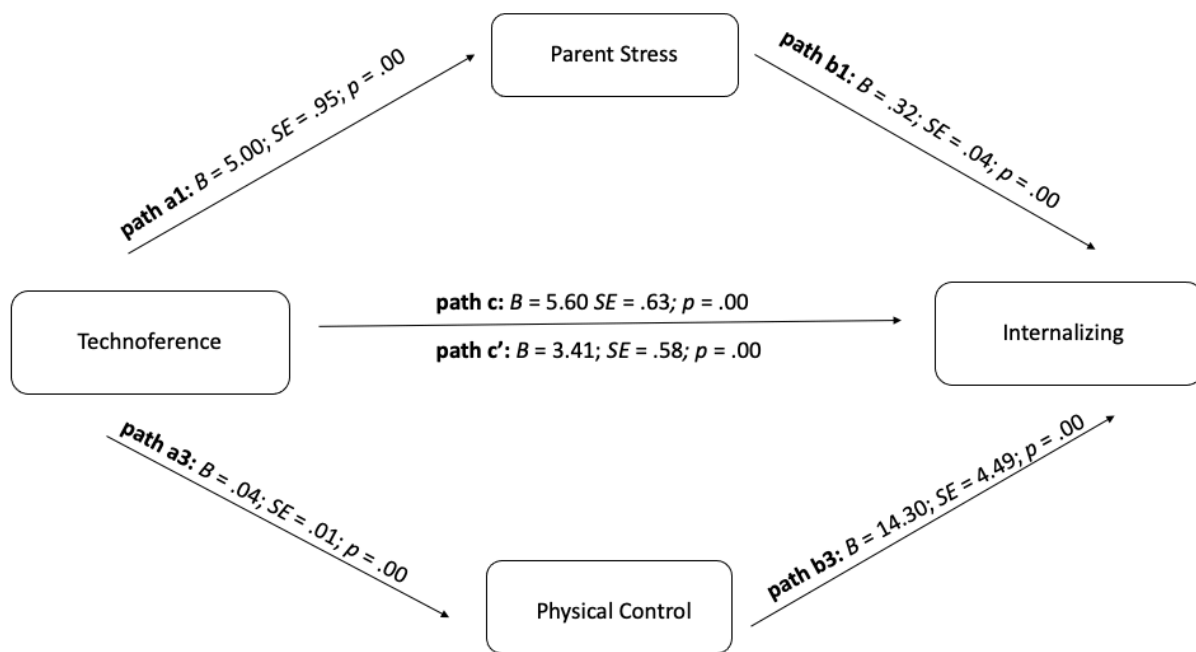 Parent Stress
path a1: B = 5.00; SE = .95; p = .00
path b1: B = .32; SE = .04; p = .00
Technoference
path c: B = 5.60 SE = .63; p = .00
path c’: B = 3.41; SE = .58; p = .00
Internalizing
path a3: B = .04; SE = .01; p = .00
path b3: B = 14.30; SE = 4.49; p = .00
Physical Control